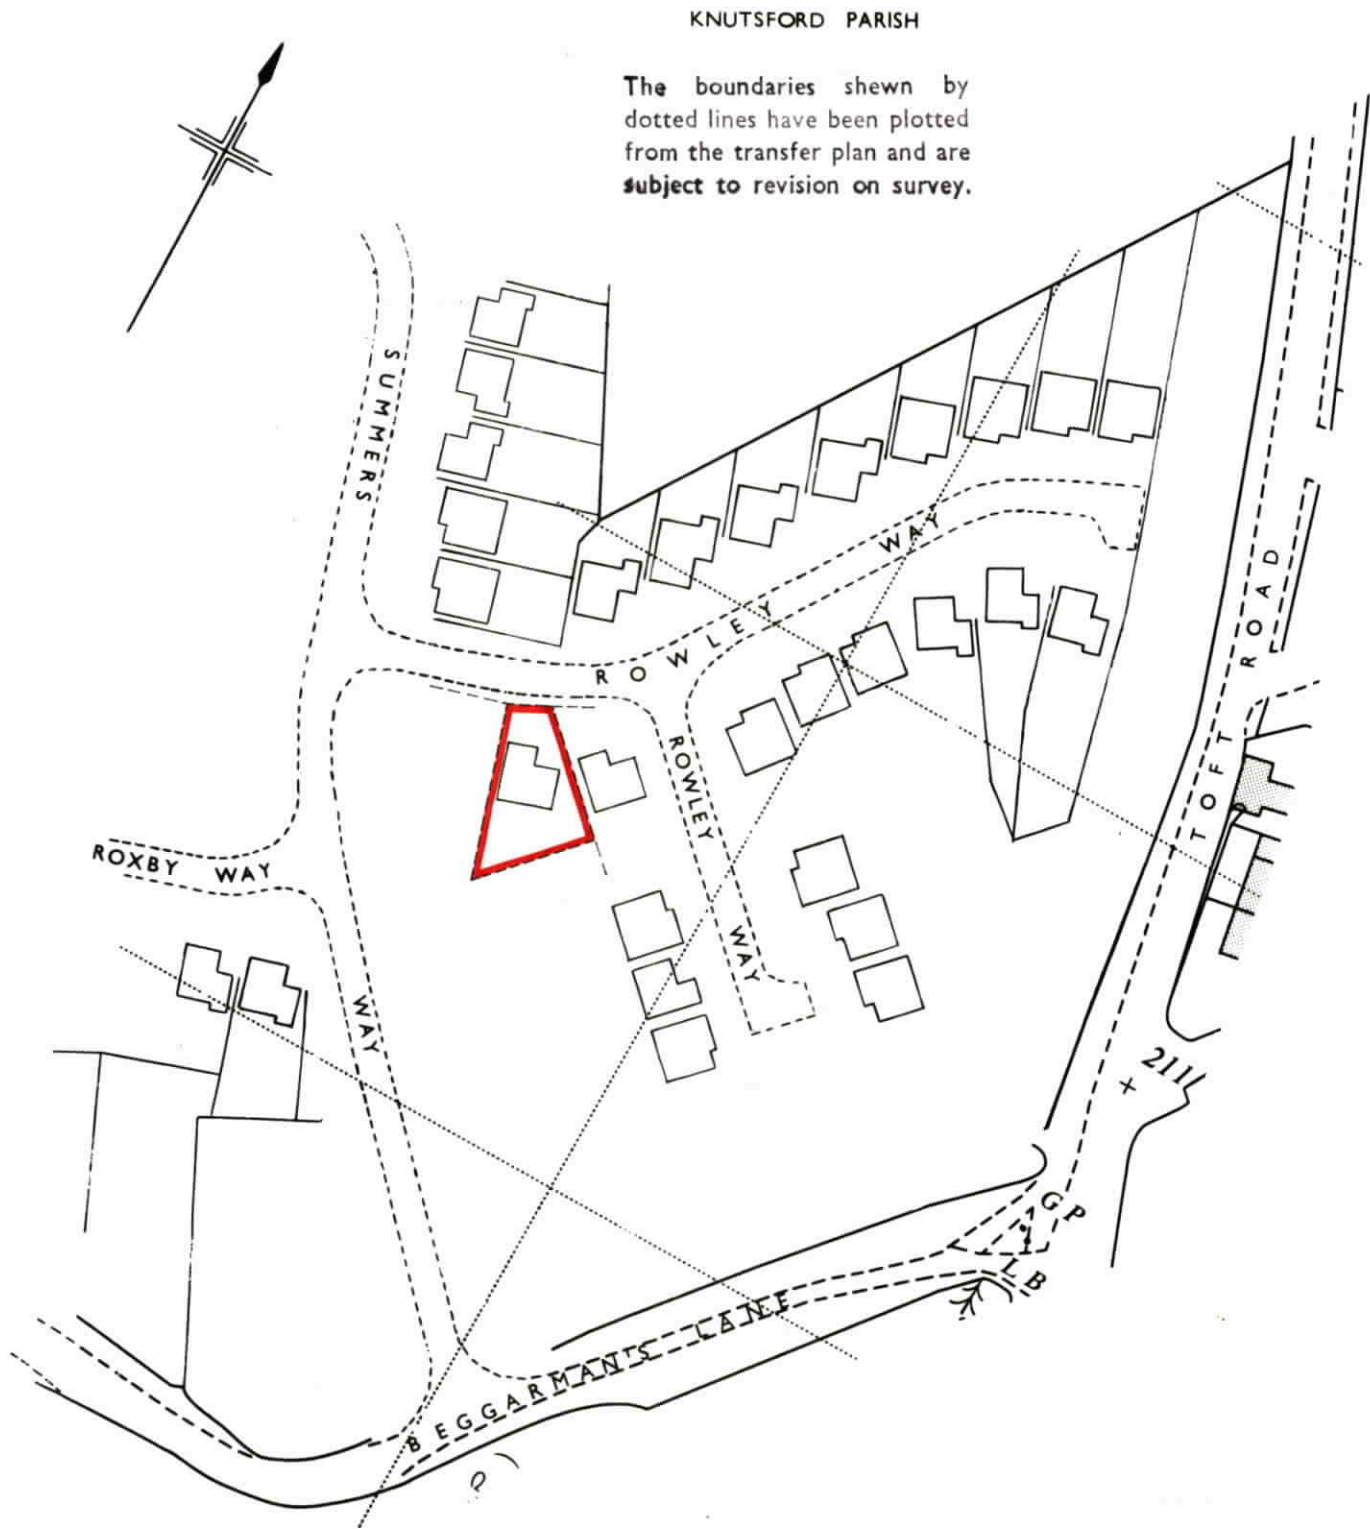 KNUTSFORD PARISH
The boundaries shewn by
dotted lines have been plotted
from the transfer plan and are
subject to revision on survey.
SUMMERS
WAY
ROWLEY
ROWLEY
WAY
TOFT ROAD
ROXBY WAY
WAY
211
GP
LB
BEGGARMAN'S LANE